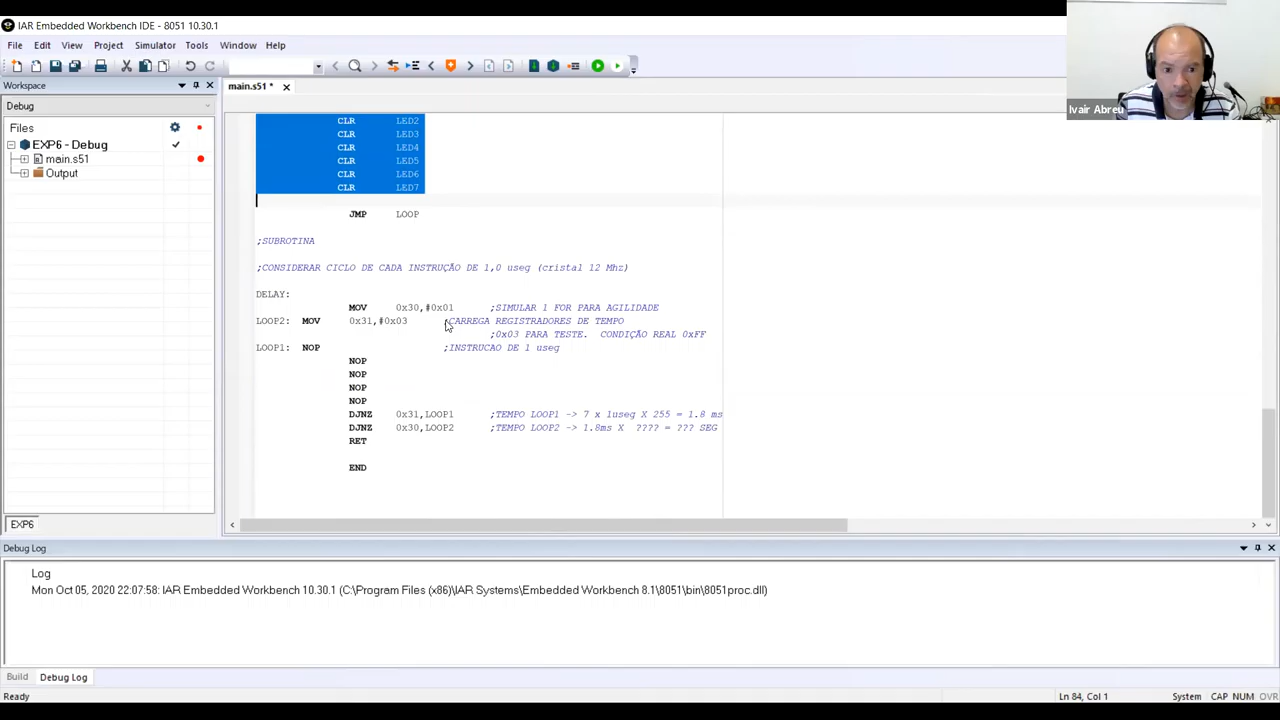 IAR Embedded Workbench IDE - 8051 10.30.1
File Edit View Project Simulator Tools Window Help
Ivair Abreu
Workspace
main.s51 *
Debug
Files
EXP6 - Debug
main.s51
Output
CLR LED2
CLR LED3
CLR LED4
CLR LED5
CLR LED6
CLR LED7
JMP LOOP
;SUBROTINA
;CONSIDERAR CICLO DE CADA INSTRUÇÃO DE 1,0 useg (cristal 12 Mhz)
DELAY:
MOV 0x30,#0x01 ;SIMULAR 1 FOR PARA AGILIDADE
LOOP2: MOV 0x31,#0x03 ;CARREGA REGISTRADORES DE TEMPO
;0x03 PARA TESTE. CONDIÇÃO REAL 0xFF
LOOP1: NOP ;INSTRUCAO DE 1 useg
NOP
NOP
NOP
NOP
DJNZ 0x31,LOOP1 ;TEMPO LOOP1 -> 7 x 1useg X 255 = 1.8 ms
DJNZ 0x30,LOOP2 ;TEMPO LOOP2 -> 1.8ms X ???? = ??? SEG
RET
END
EXP6
Debug Log
Log
Mon Oct 05, 2020 22:07:58: IAR Embedded Workbench 10.30.1 (C:\Program Files (x86)\IAR Systems\Embedded Workbench 8.1\8051\bin\8051proc.dll)
Build Debug Log
Ready Ln 84, Col 1 System CAP NUM OVR